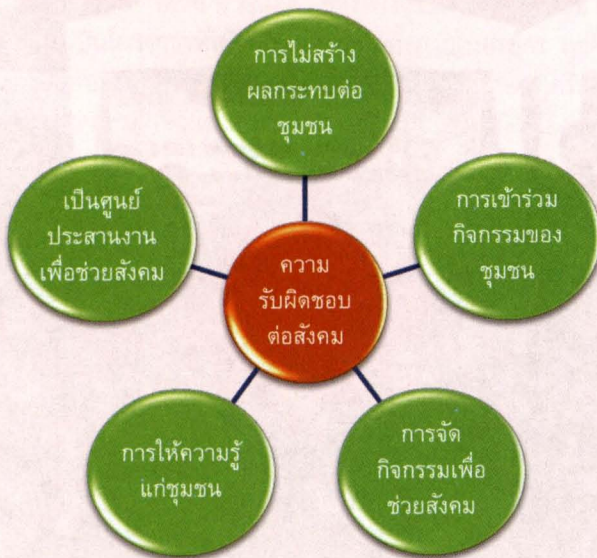 การไม่สร้าง
ผลกระทบต่อ
ชุมชน
เป็นศูนย์
ประสานงาน
เพื่อช่วยสังคม
การเข้าร่วม
กิจกรรมของ
ชุมชน
ความ
รับผิดชอบ
ต่อสังคม
การให้ความรู้
แก่ชุมชน
การจัด
กิจกรรมเพื่อ
ช่วยสังคม